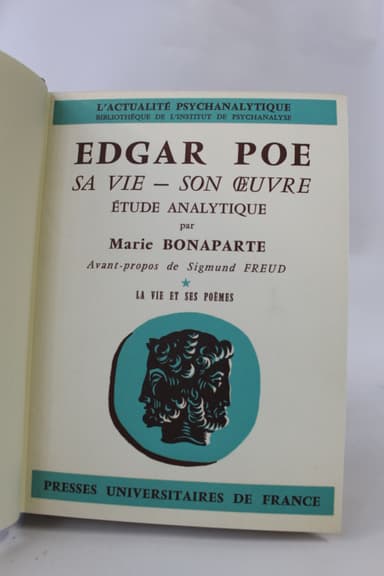 L'ACTUALITÉ PSYCHANALYTIQUE
BIBLIOTHÈQUE DE L'INSTITUT DE PSYCHANALYSE
EDGAR POE
SA VIE — SON ŒUVRE
ÉTUDE ANALYTIQUE
par
Marie BONAPARTE
Avant-propos de Sigmund FREUD
★
LA VIE ET SES POÈMES
PRESSES UNIVERSITAIRES DE FRANCE